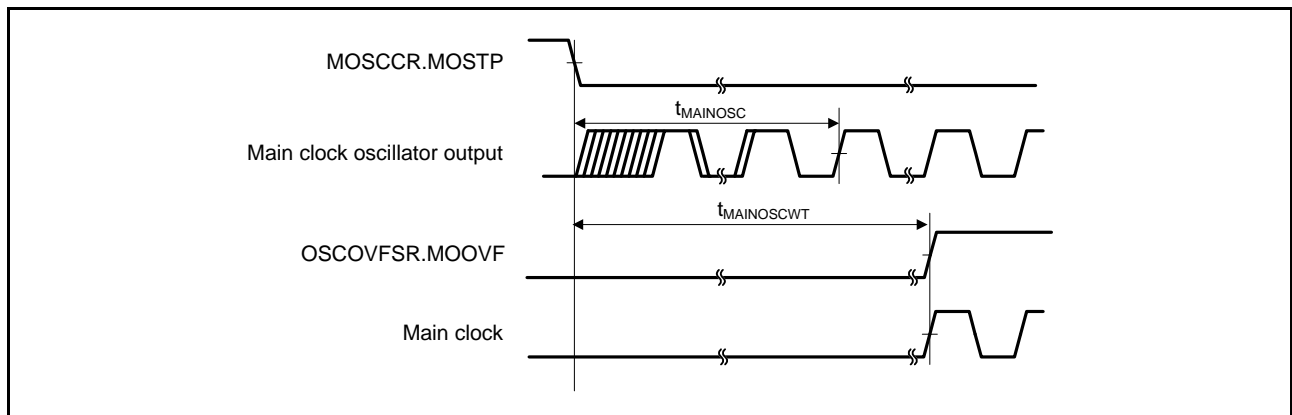 MOSCCR.MOSTP
tMAINOSC
Main clock oscillator output
tMAINOSCWT
OSCOVFSR.MOOVF
Main clock